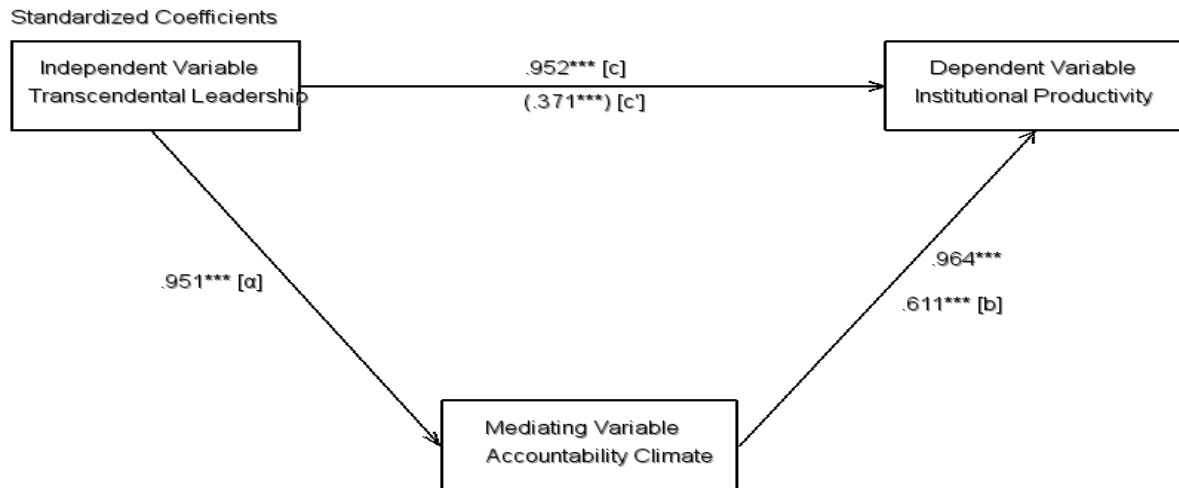 Standardized Coefficients
Independent Variable
Transcendental Leadership
.952*** [c]
(.371***) [c']
Dependent Variable
Institutional Productivity
.951*** [α]
.964***
.611*** [b]
Mediating Variable
Accountability Climate